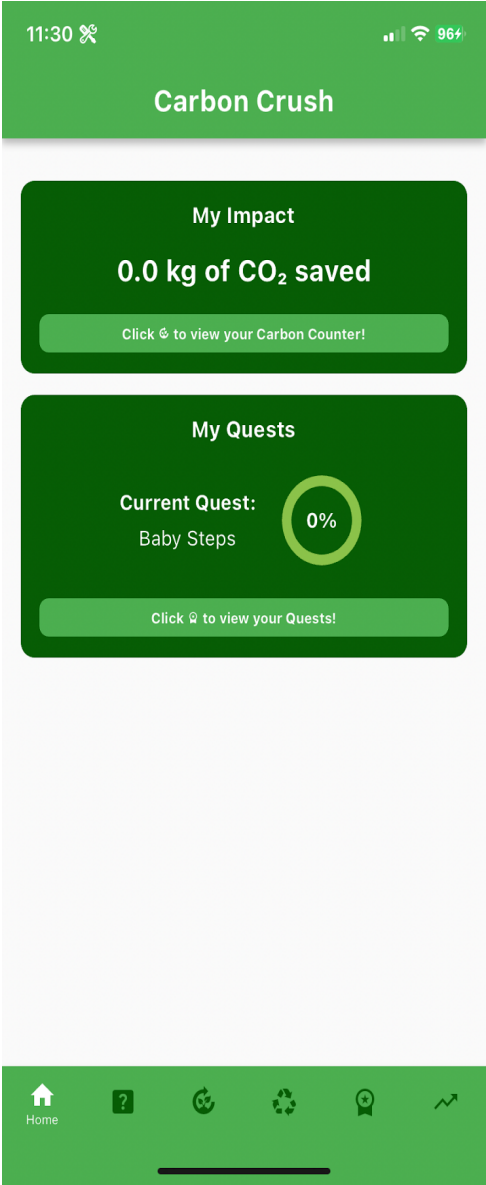 11:30
96
Carbon Crush
My Impact
0.0 kg of CO₂ saved
Click to view your Carbon Counter!
My Quests
Current Quest:
0%
Baby Steps
Click to view your Quests!
?
Home